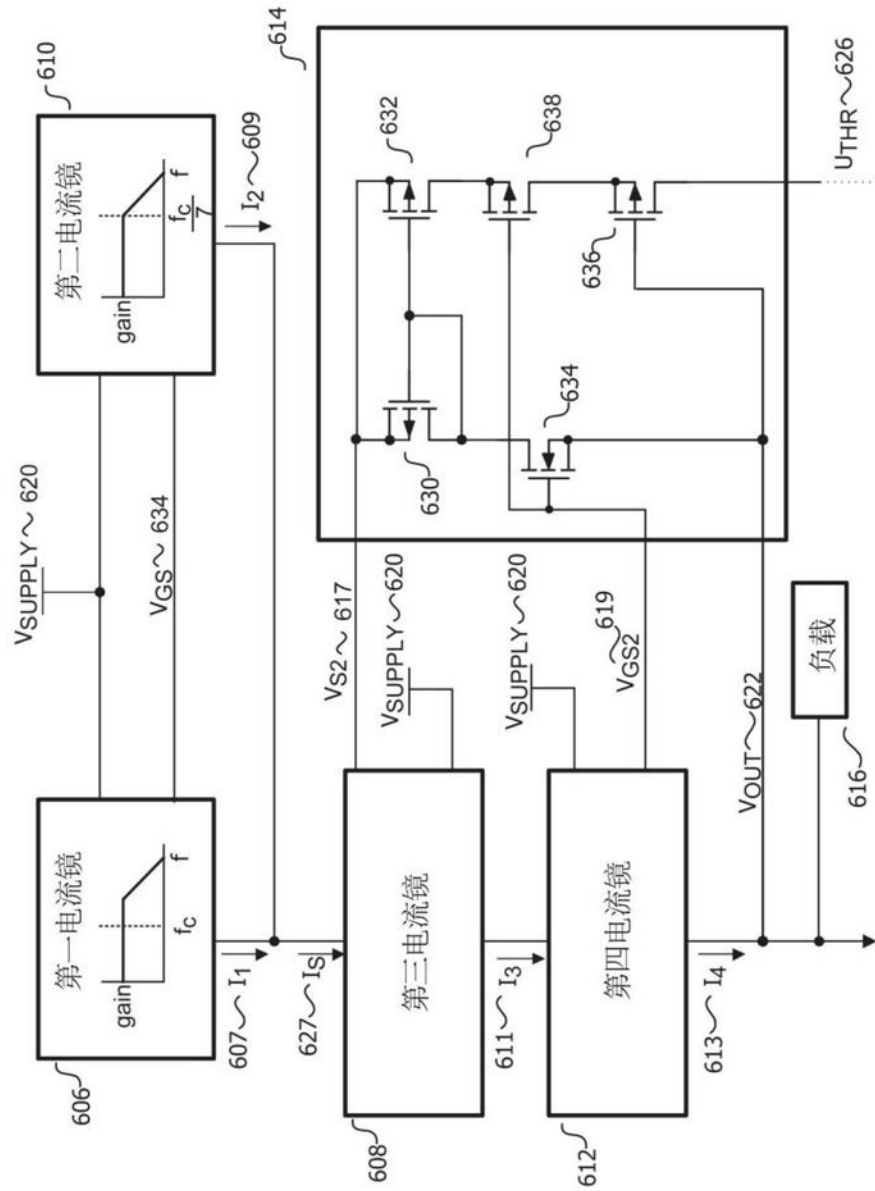 606
第一电流镜
gain
fC
f
607 I1
VSUPPLY 620
VGS 634
610
第二电流镜
gain
fC
7
f
I2 609
627 IS
608
第三电流镜
VS2 617
VSUPPLY 620
611 I3
612
第四电流镜
VSUPPLY 620
619
VGS2
613 I4
VOUT 622
616
负载
614
630
632
634
638
636
UTHR 626